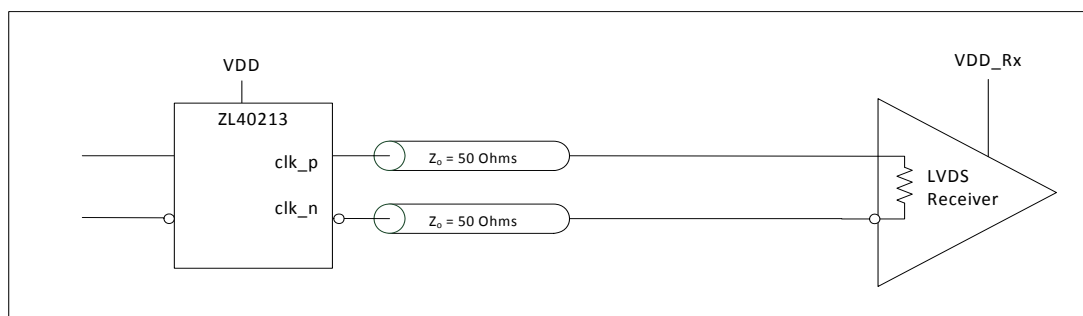 VDD
VDD_Rx
ZL40213
clk_p
Zₒ = 50 Ohms
LVDS
Receiver
clk_n
Zₒ = 50 Ohms